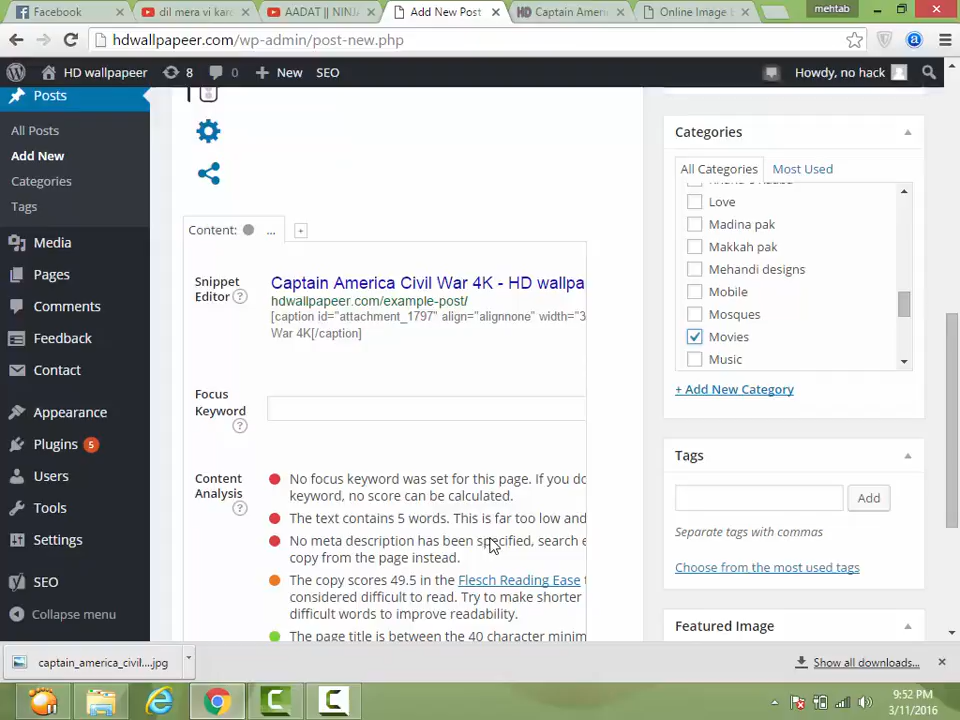 Facebook
dil mera vi kar
AADAT || NINJ
Add New Post
Captain Ameri
Online Image b
mehtab
hdwallpapeer.com/wp-admin/post-new.php
HD wallpapeer
8
0
New
SEO
Howdy, no hack
Posts
All Posts
Add New
Categories
Tags
Media
Pages
Comments
Feedback
Contact
Appearance
Plugins 5
Users
Tools
Settings
SEO
Collapse menu
Content: ...
+
Snippet
Editor ?
Captain America Civil War 4K - HD wallpa
hdwallpapeer.com/example-post/
[caption id="attachment_1797" align="alignnone" width="3
War 4K[/caption]
Focus
Keyword
?
Content
Analysis
?
No focus keyword was set for this page. If you do
keyword, no score can be calculated.
The text contains 5 words. This is far too low and
No meta description has been specified, search e
copy from the page instead.
The copy scores 49.5 in the Flesch Reading Ease t
considered difficult to read. Try to make shorter
difficult words to improve readability.
The page title is between the 40 character minim
Categories
All Categories
Most Used
Love
Madina pak
Makkah pak
Mehandi designs
Mobile
Mosques
Movies
Music
+ Add New Category
Tags
Add
Separate tags with commas
Choose from the most used tags
Featured Image
captain_america_civil....jpg
Show all downloads...
9:52 PM
3/11/2016